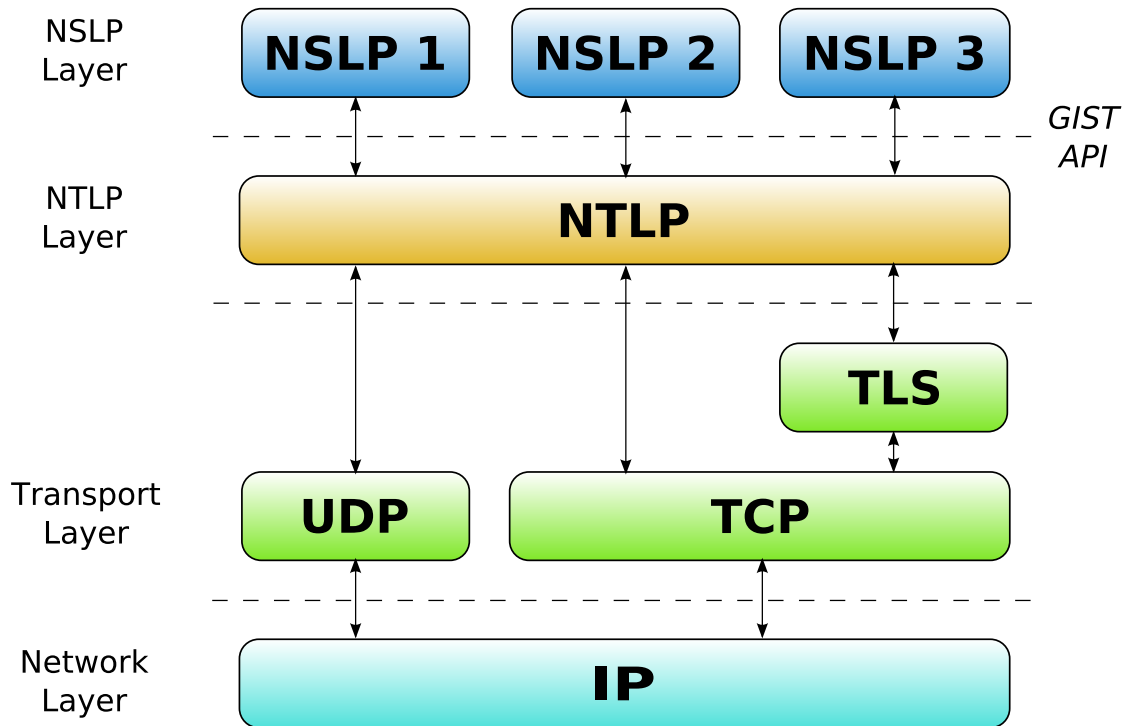 NSLP
Layer
NSLP 1
NSLP 2
NSLP 3
GIST
API
NTLP
Layer
NTLP
TLS
Transport
Layer
UDP
TCP
Network
Layer
IP